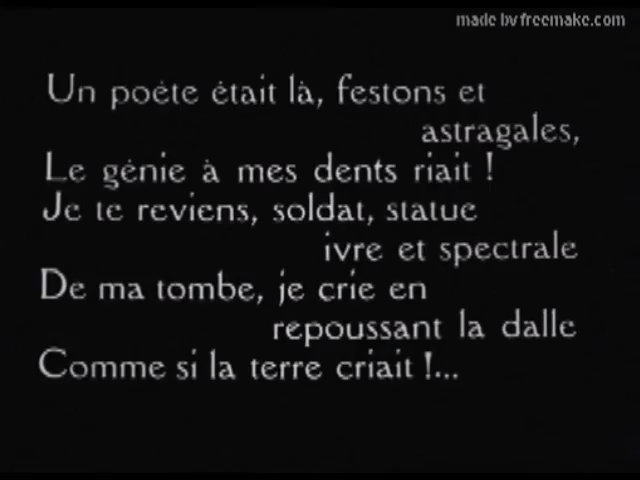 made by freemake.com
Un poète était là, festons et
astragales,
Le génie à mes dents riait !
Je te reviens, soldat, statue
ivre et spectrale
De ma tombe, je crie en
repoussant la dalle
Comme si la terre criait !...